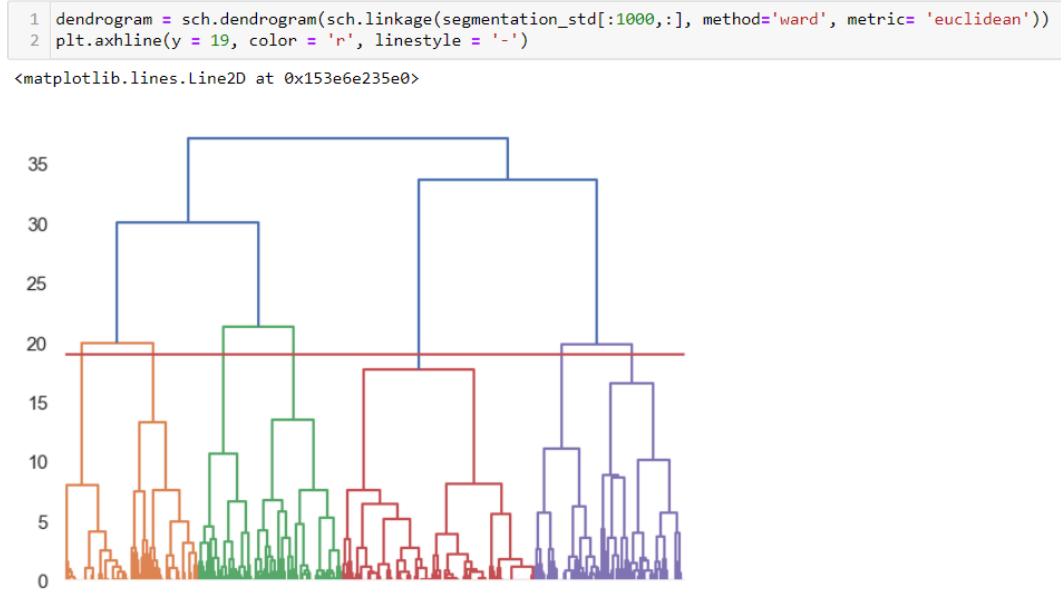 1 dendrogram = sch.dendrogram(sch.linkage(segmentation_std[:1000,:], method='ward', metric= 'euclidean'))
2 plt.axhline(y = 19, color = 'r', linestyle = '-')
<matplotlib.lines.Line2D at 0x153e6e235e0>
35
30
25
20
15
10
5
0